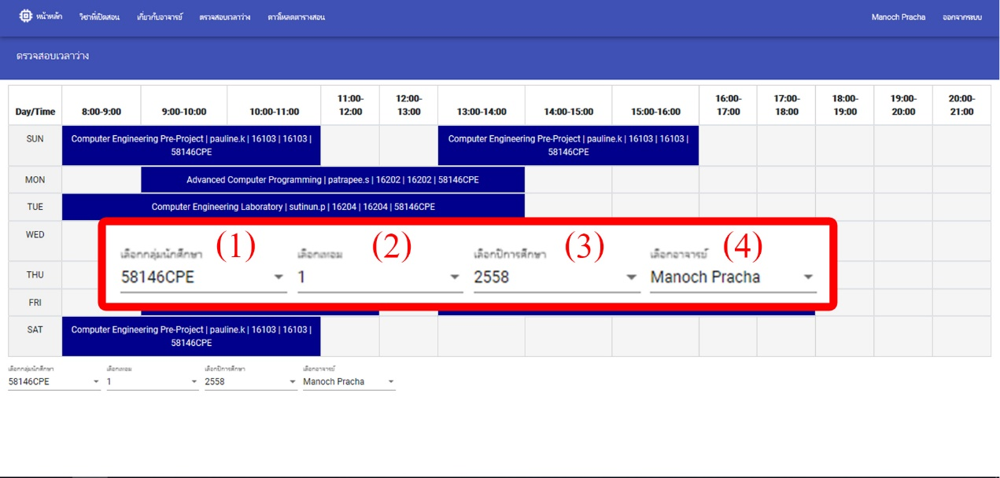 หน้าหลัก วิชาที่เปิดสอน เกี่ยวกับอาจารย์ ตรวจสอบเวลาว่าง ดาวโหลดตารางสอน Manoch Pracha ออกจากระบบ
ตรวจสอบเวลาว่าง
Day/Time 8:00-9:00 9:00-10:00 10:00-11:00 11:00-12:00 12:00-13:00 13:00-14:00 14:00-15:00 15:00-16:00 16:00-17:00 17:00-18:00 18:00-19:00 19:00-20:00 20:00-21:00
SUN
Computer Engineering Pre-Project | pauline.k | 16103 | 16103 |
58146CPE
Computer Engineering Pre-Project | pauline.k | 16103 | 16103 |
58146CPE
MON Advanced Computer Programming | patrapee.s | 16202 | 16202 | 58146CPE
TUE Computer Engineering Laboratory | sutinun.p | 16204 | 16204 | 58146CPE
WED
(1) (2) (3) (4)
เลือกกลุ่มนักศึกษา เลือกเทอม เลือกปีการศึกษา เลือกอาจารย์
58146CPE 1 2558 Manoch Pracha
THU
FRI
SAT
Computer Engineering Pre-Project | pauline.k | 16103 | 16103 |
58146CPE
เลือกกลุ่มนักศึกษา เลือกเทอม เลือกปีการศึกษา เลือกอาจารย์
58146CPE 1 2558 Manoch Pracha